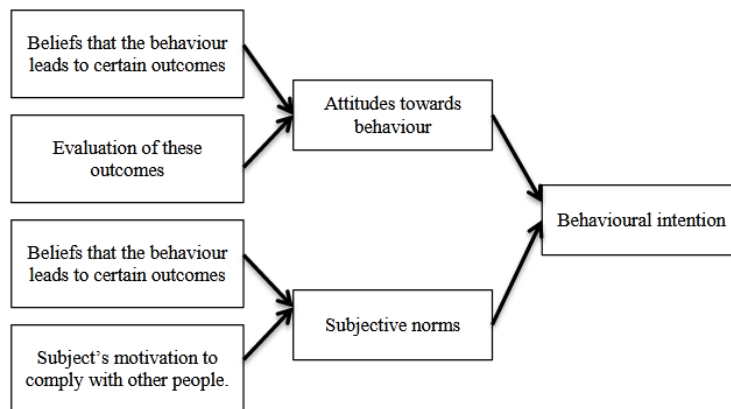 Beliefs that the behaviour
leads to certain outcomes
Evaluation of these
outcomes
Beliefs that the behaviour
leads to certain outcomes
Subject's motivation to
comply with other people.
Attitudes towards
behaviour
Subjective norms
Behavioural intention